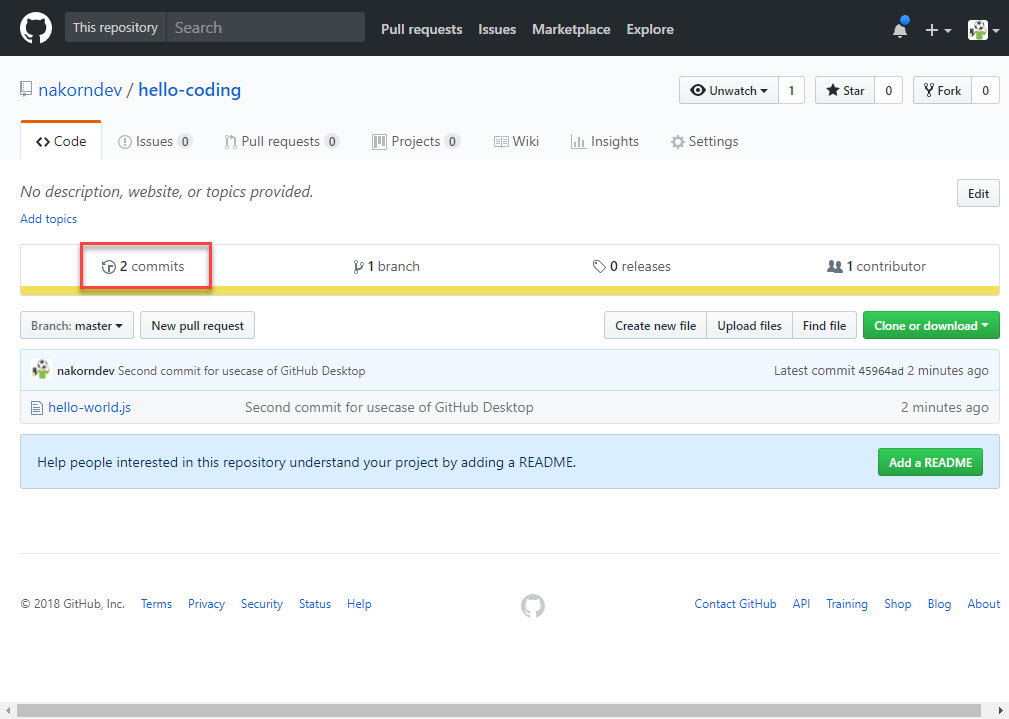 This repository Search Pull requests Issues Marketplace Explore
nakorndev / hello-coding Unwatch 1 Star 0 Fork 0
Code Issues 0 Pull requests 0 Projects 0 Wiki Insights Settings
No description, website, or topics provided. Edit
Add topics
2 commits 1 branch 0 releases 1 contributor
Branch: master New pull request Create new file Upload files Find file Clone or download
nakorndev Second commit for usecase of GitHub Desktop Latest commit 45964ad 2 minutes ago
hello-world.js Second commit for usecase of GitHub Desktop 2 minutes ago
Help people interested in this repository understand your project by adding a README. Add a README
© 2018 GitHub, Inc. Terms Privacy Security Status Help Contact GitHub API Training Shop Blog About